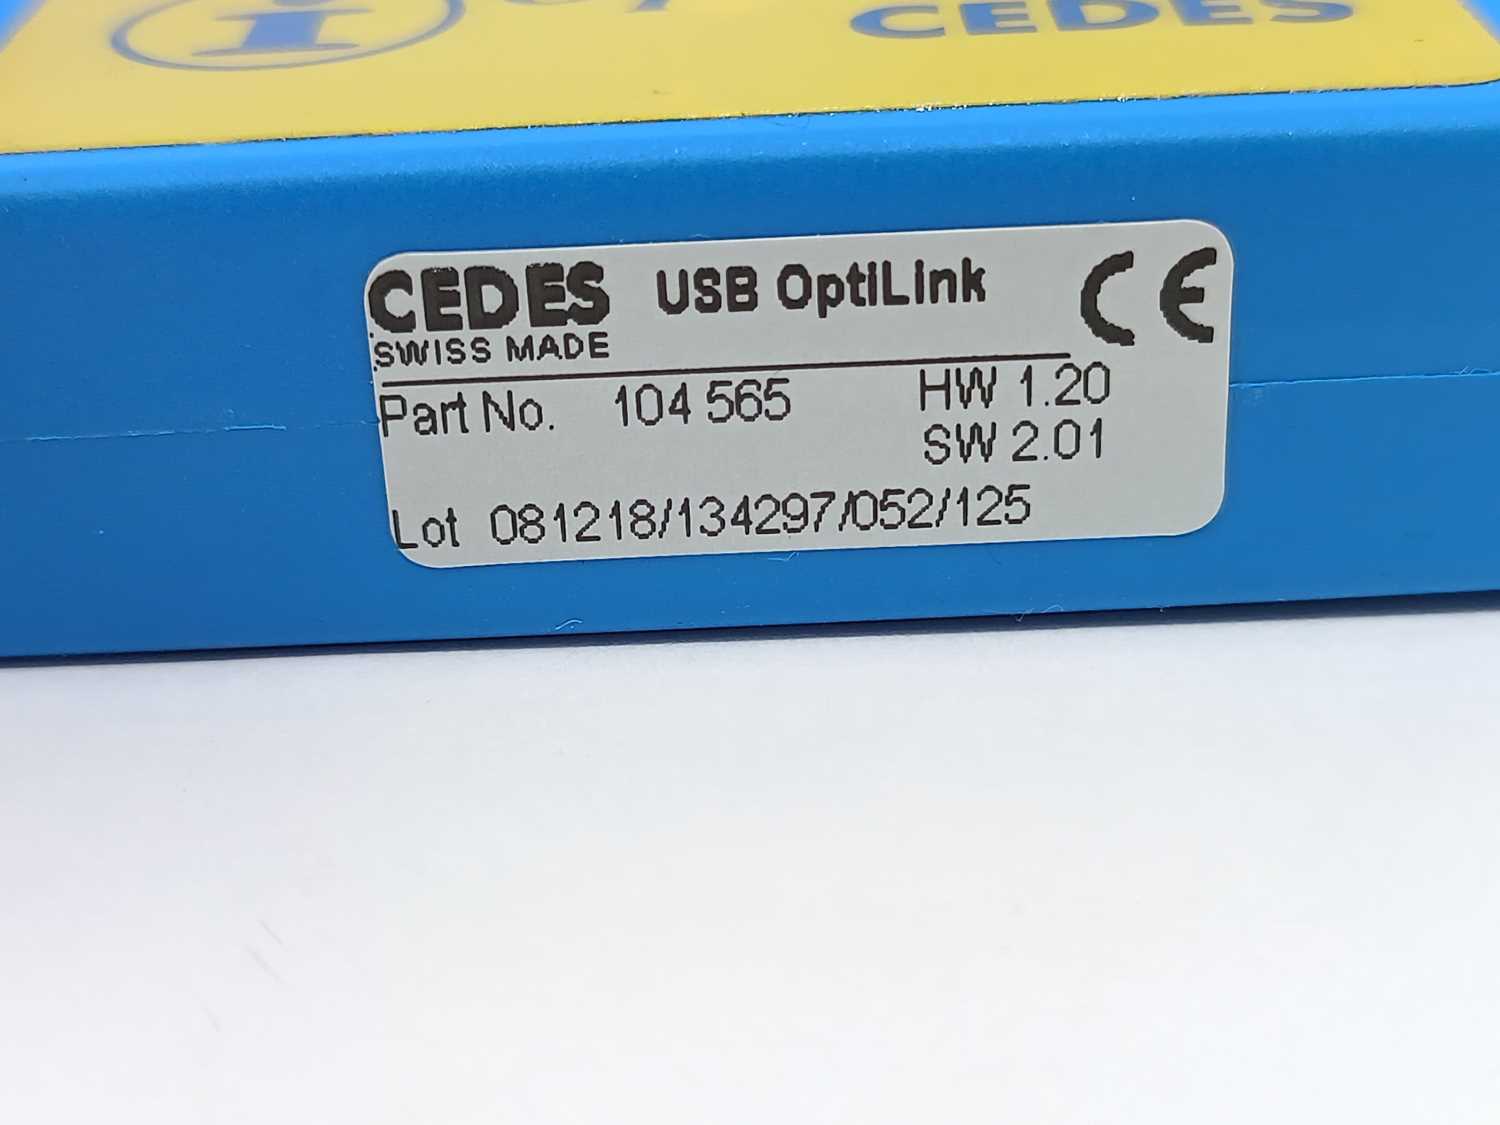 i
CEDES
CEDES USB OptiLink CE
SWISS MADE
Part No. 104 565 HW 1.20
SW 2.01
Lot 081218/134297/052/125